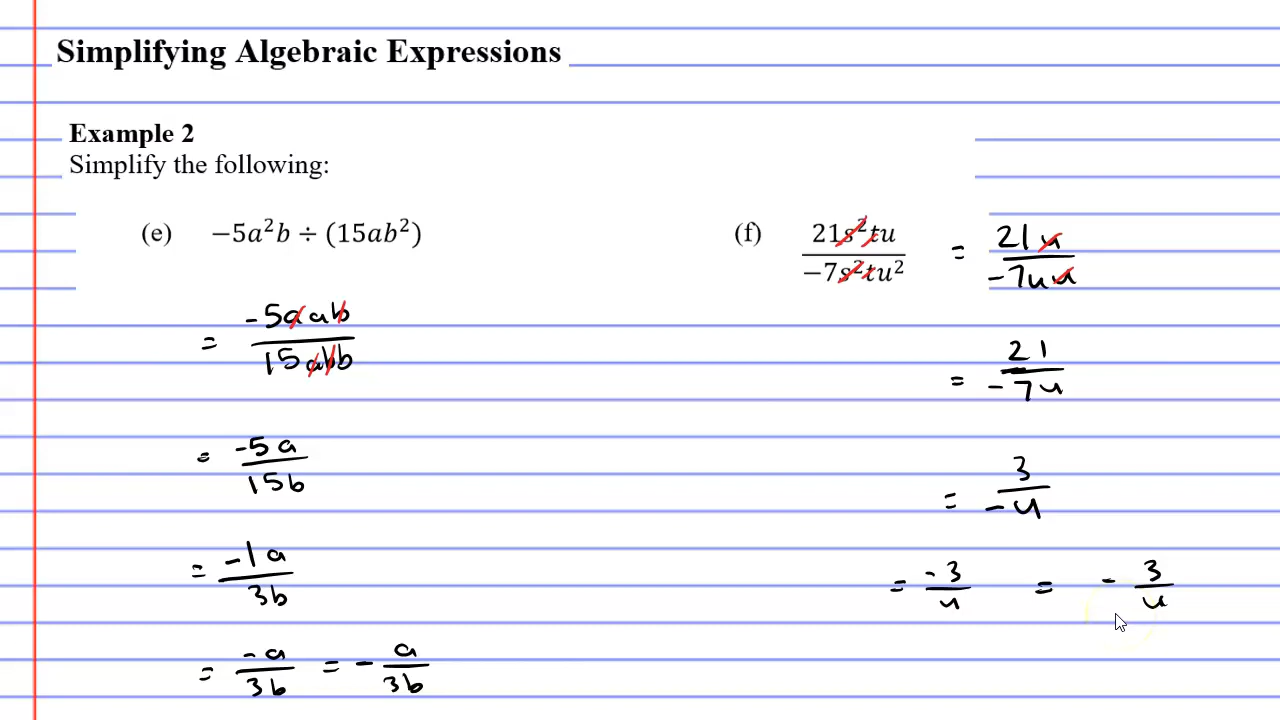 Simplifying Algebraic Expressions
Example 2
Simplify the following:
(e) −5a²b ÷ (15ab²)
= -5aab / 15abb
= -5a / 15b
= -1a / 3b
= -a / 3b = - a / 3b
(f) 21s²tu / −7s²tu² = 21u / -7uu
= 21 / -7u
= 3 / -u
= -3 / u = - 3 / u